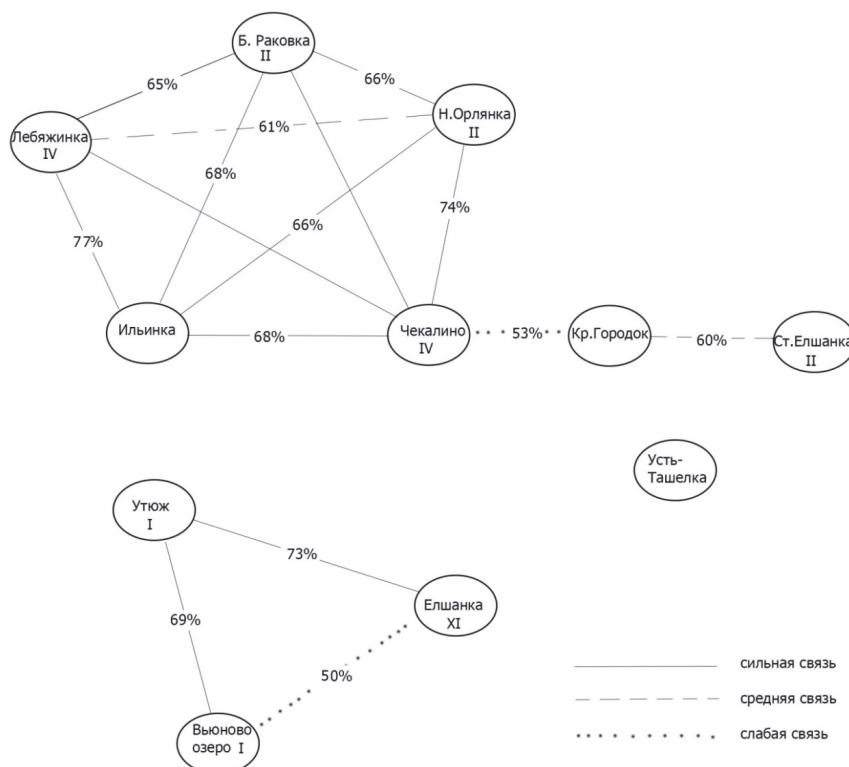 Б. Раковка
II
65%
66%
Н.Орлянка
II
Лебяжинка
IV
61%
68%
74%
66%
77%
Ильинка
68%
Чекалино
IV
53%
Кр.Городок
60%
Ст.Елшанка
II
Усть-
Ташелка
Утюж
I
73%
Елшанка
XI
69%
50%
Вьюново
озеро I
сильная связь
средняя связь
слабая связь